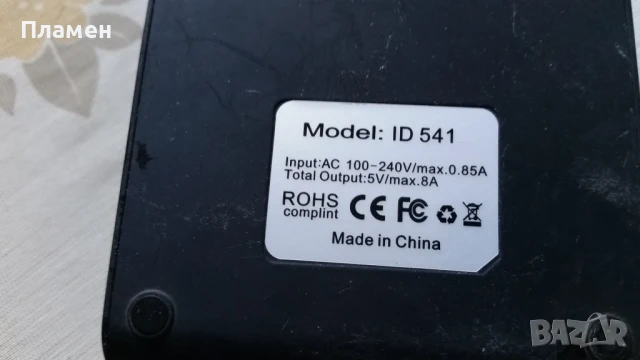 Пламен
Model: ID 541
Input:AC 100-240V/max.0.85A
Total Output:5V/max.8A
ROHS
complint
CE FC
Made in China
BAZAR